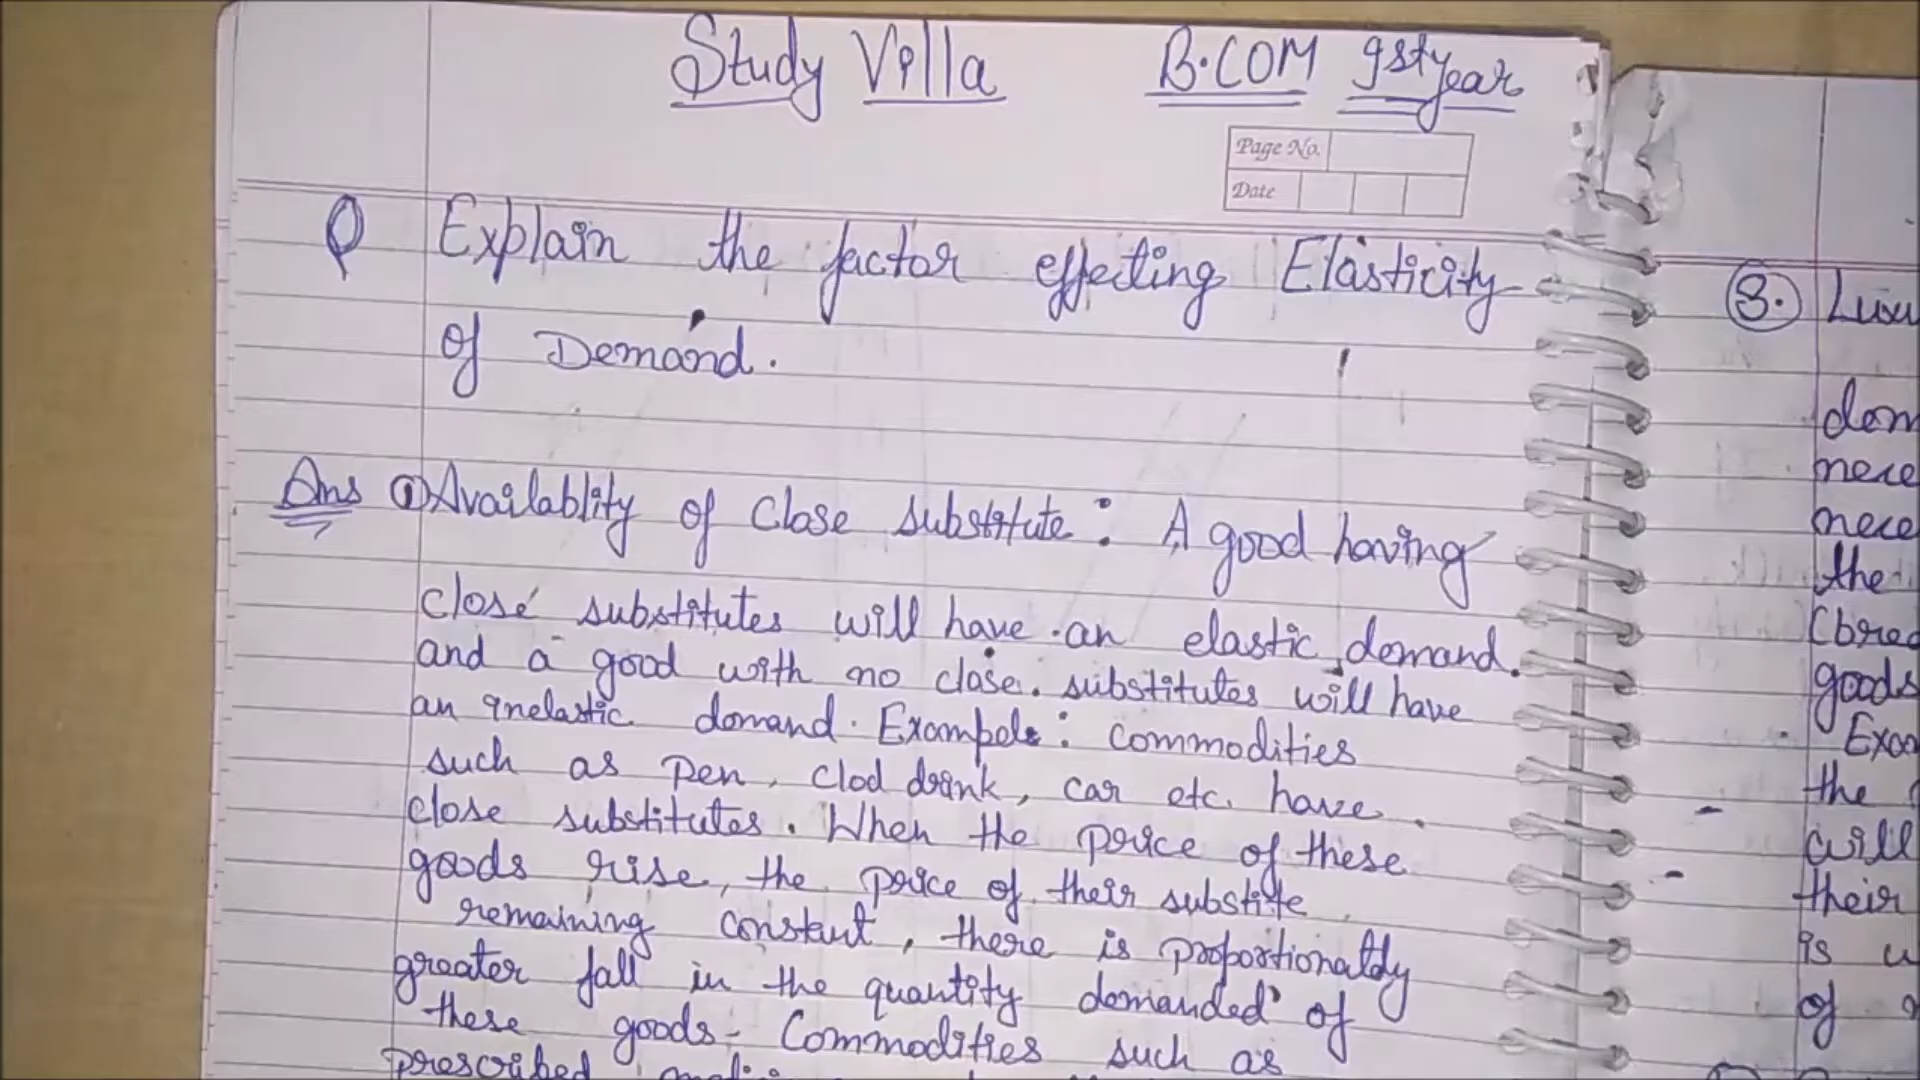 Study Villa B.COM Ist year
Page No.
Date
Q Explain the factor effecting Elasticity
of Demand.
Ans ① Availablity of Close substitute : A good having
close substitutes will have an elastic demand.
and a good with no close. substitutes will have
an inelastic demand. Exampele : Commodities
such as pen, clod drink, car etc. have.
close substitutes. When the price of these
goods rise, the price of their substite
remaining constent, there is proportionaldy
greater fall in the quantity demanded of
these goods- Commodities such as
prescribed
3. Luxu
dem
nece
nece
the
(brea
goods
Exa
the
will
their
is u
of